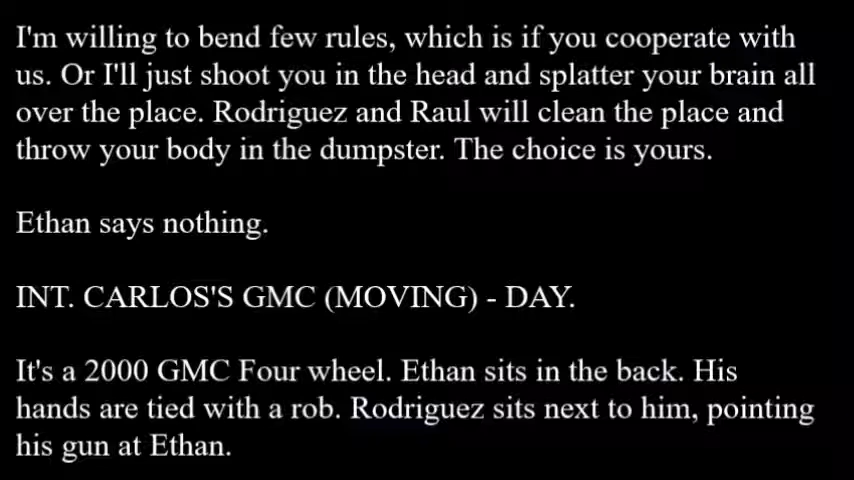 I'm willing to bend few rules, which is if you cooperate with
us. Or I'll just shoot you in the head and splatter your brain all
over the place. Rodriguez and Raul will clean the place and
throw your body in the dumpster. The choice is yours.
Ethan says nothing.
INT. CARLOS'S GMC (MOVING) - DAY.
It's a 2000 GMC Four wheel. Ethan sits in the back. His
hands are tied with a rob. Rodriguez sits next to him, pointing
his gun at Ethan.